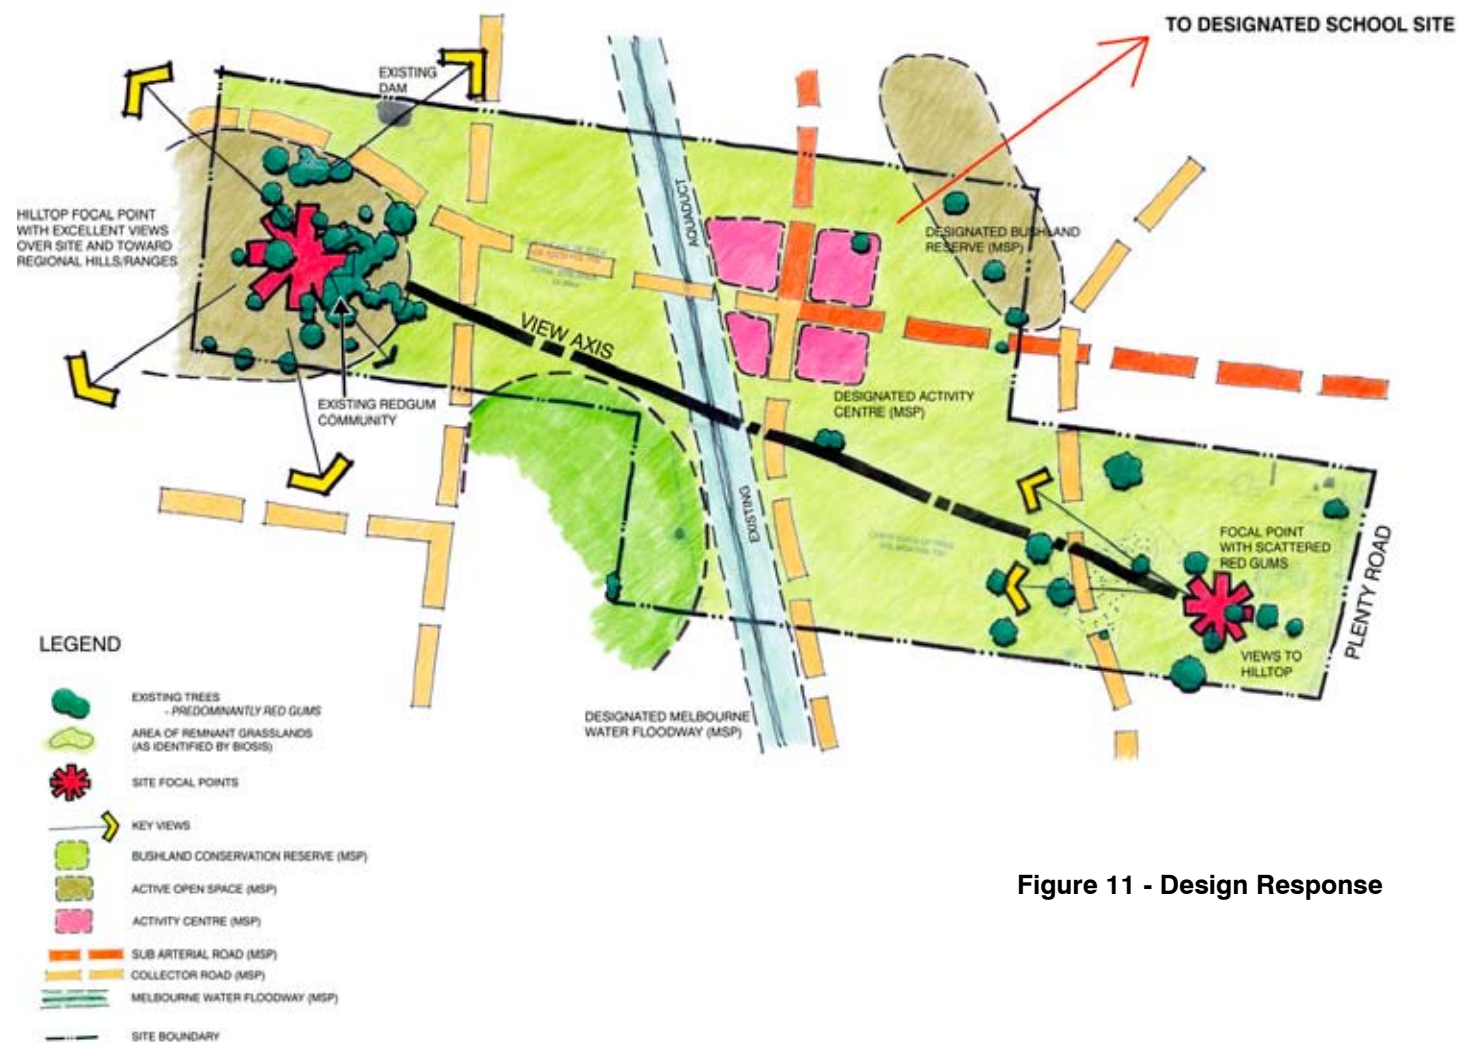 TO DESIGNATED SCHOOL SITE
EXISTING
DAM
HILLTOP FOCAL POINT
WITH EXCELLENT VIEWS
OVER SITE AND TOWARD
REGIONAL HILLS/RANGES
AQUADUCT
DESIGNATED BUSHLAND
RESERVE (MSP)
VIEW AXIS
EXISTING REDGUM
COMMUNITY
DESIGNATED ACTIVITY
CENTRE (MSP)
EXISTING
FOCAL POINT
WITH SCATTERED
RED GUMS
PLENTY ROAD
VIEWS TO
HILLTOP
DESIGNATED MELBOURNE
WATER FLOODWAY (MSP)
LEGEND
EXISTING TREES
- PREDOMINANTLY RED GUMS
AREA OF REMNANT GRASSLANDS
(AS IDENTIFIED BY BIOSIS)
SITE FOCAL POINTS
KEY VIEWS
BUSHLAND CONSERVATION RESERVE (MSP)
ACTIVE OPEN SPACE (MSP)
ACTIVITY CENTRE (MSP)
SUB ARTERIAL ROAD (MSP)
COLLECTOR ROAD (MSP)
MELBOURNE WATER FLOODWAY (MSP)
SITE BOUNDARY
Figure 11 - Design Response